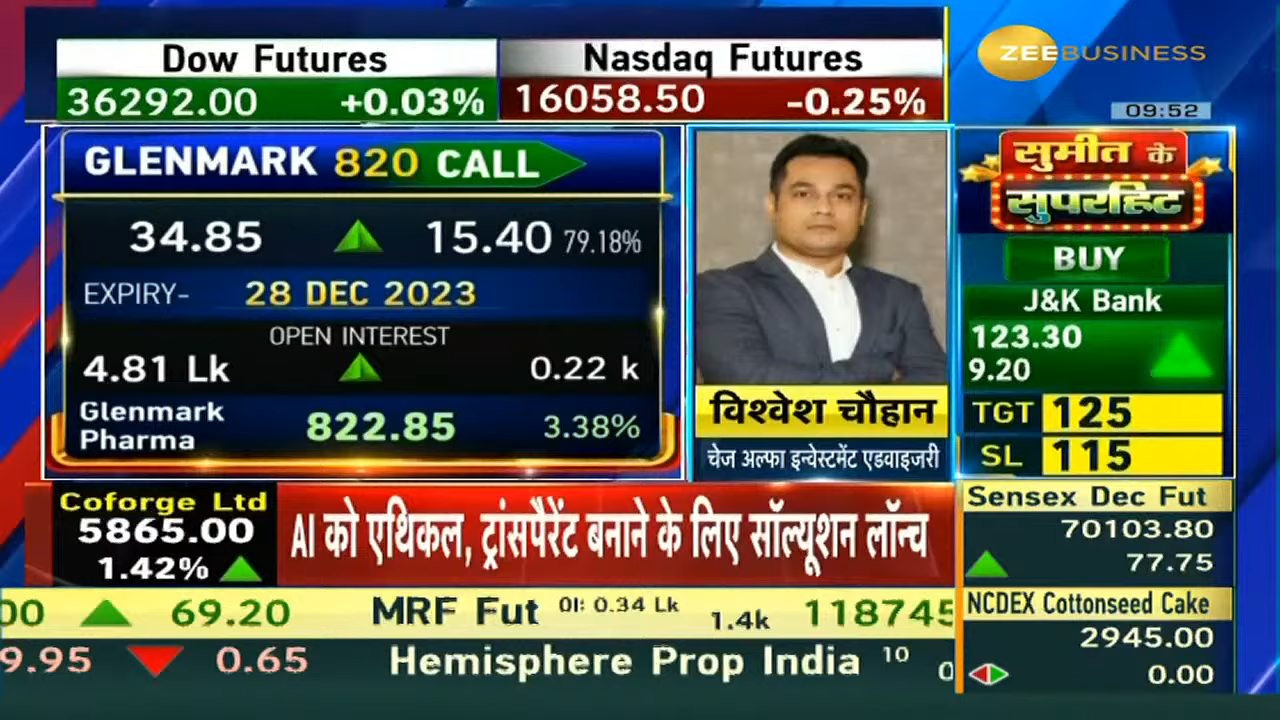 Dow Futures
36292.00 +0.03%
Nasdaq Futures
16058.50 -0.25%
ZEEBUSINESS
09:52
GLENMARK 820 CALL
34.85 15.40 79.18%
EXPIRY- 28 DEC 2023
OPEN INTEREST
4.81 Lk 0.22 k
Glenmark
Pharma 822.85 3.38%
विश्वेश चौहान
चेज अल्फा इन्वेस्टमेंट एडवाइजरी
सुमीत के
सुपरहिट
BUY
J&K Bank
123.30
9.20
TGT 125
SL 115
Coforge Ltd
5865.00
1.42%
AI को एथिकल, ट्रांसपैरेंट बनाने के लिए सॉल्यूशन लॉन्च
Sensex Dec Fut
70103.80
77.75
NCDEX Cottonseed Cake
2945.00
0.00
00 69.20 MRF Fut OI: 0.34 Lk 1.4k 118745
9.95 0.65 Hemisphere Prop India 10 0